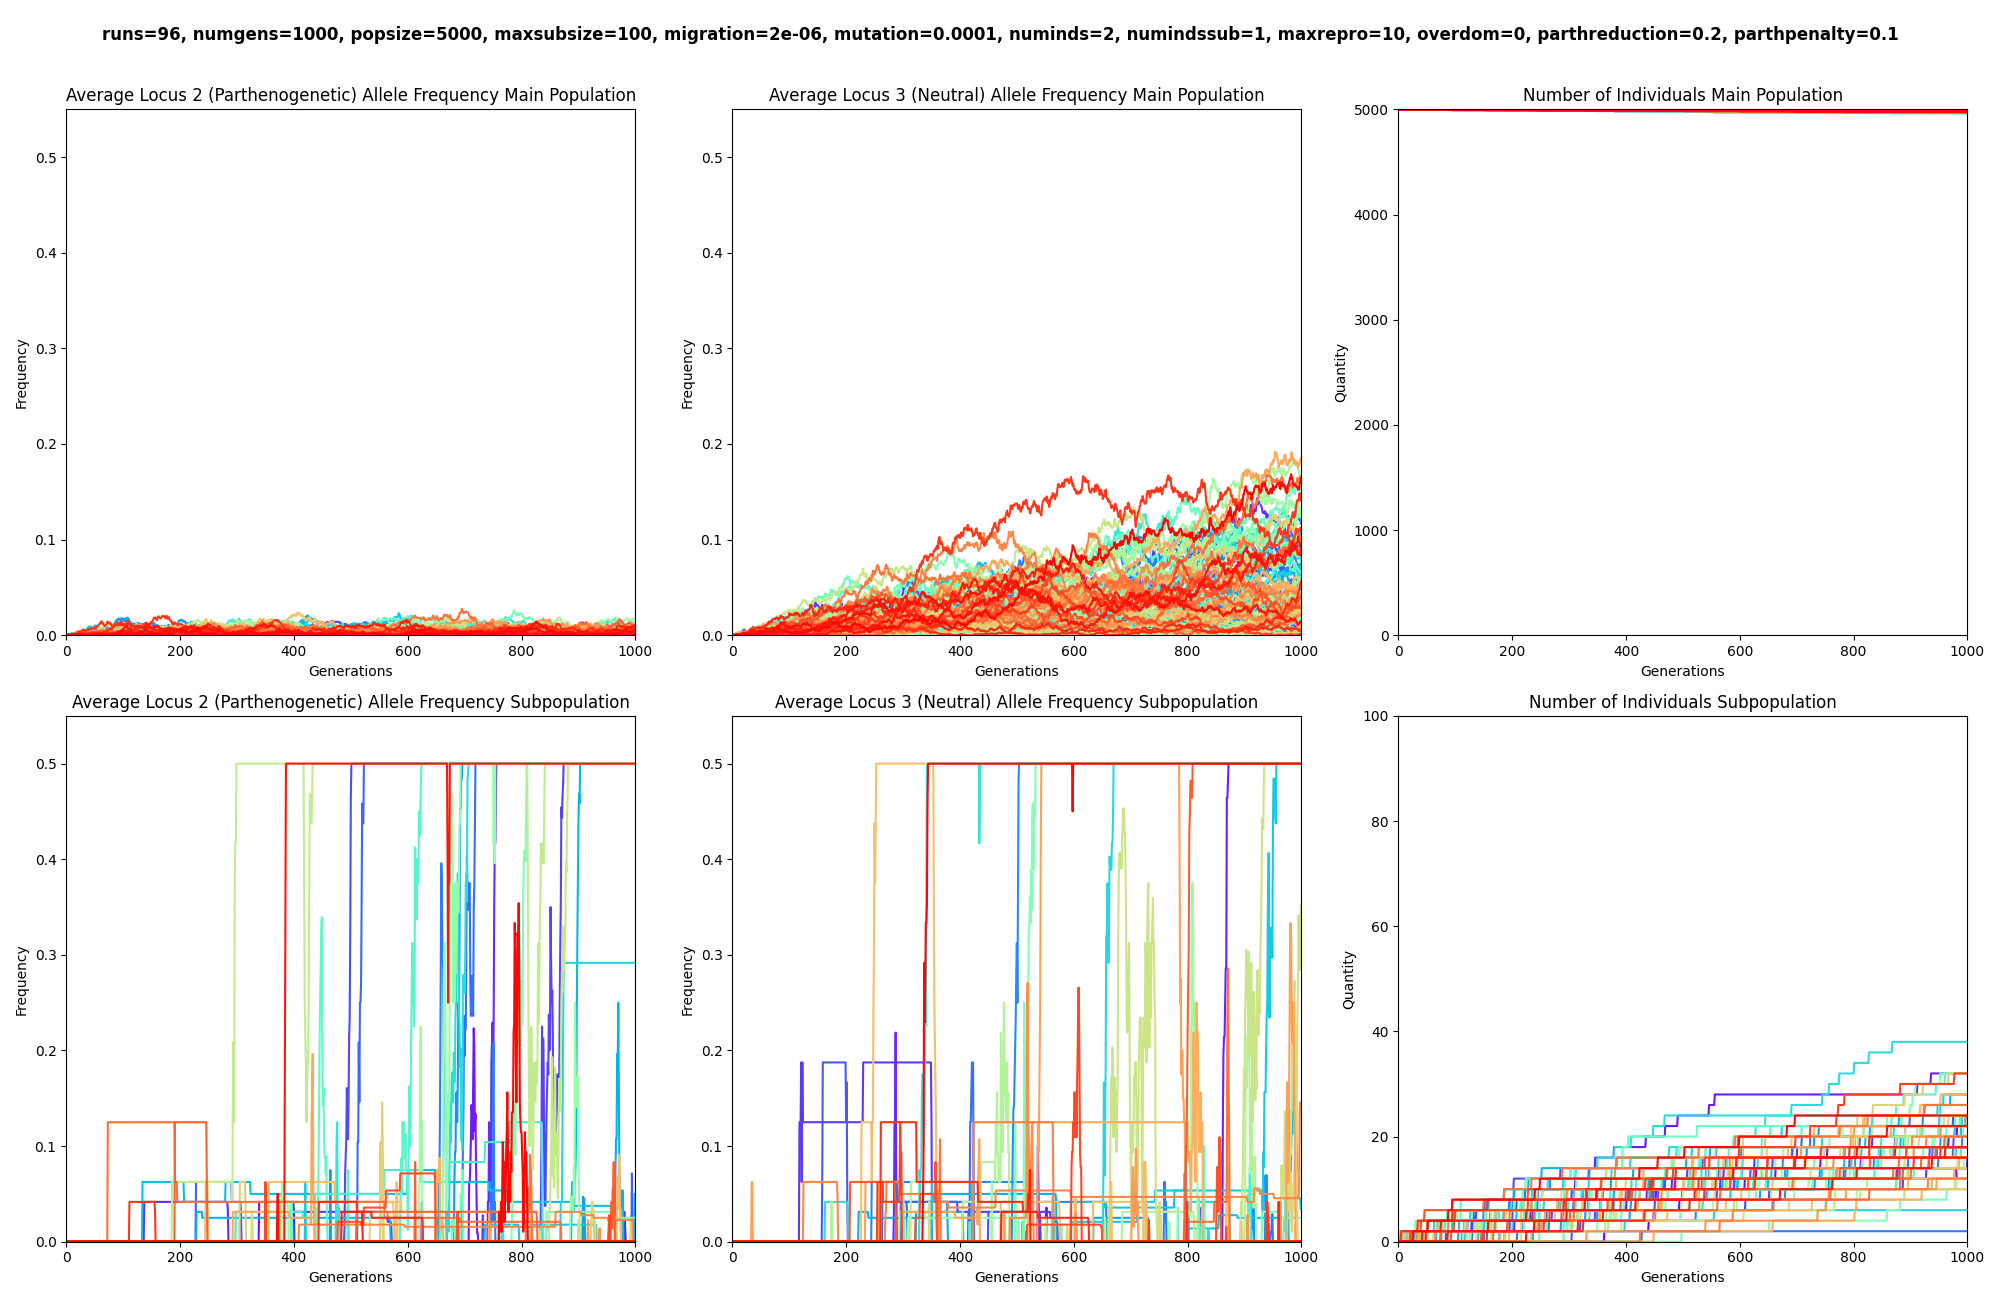 runs=96, numgens=1000, popsize=5000, maxsubsize=100, migration=2e-06, mutation=0.0001, numinds=2, numindssub=1, maxrepro=10, overdom=0, parthreduction=0.2, parthpenalty=0.1
Average Locus 2 (Parthenogenetic) Allele Frequency Main Population
0.5
0.4
0.3
0.2
0.1
0.0
Frequency
0 200 400 600 800 1000
Generations
Average Locus 3 (Neutral) Allele Frequency Main Population
0.5
0.4
0.3
0.2
0.1
0.0
Frequency
0 200 400 600 800 1000
Generations
Number of Individuals Main Population
5000
4000
3000
2000
1000
0
Quantity
0 200 400 600 800 1000
Generations
Average Locus 2 (Parthenogenetic) Allele Frequency Subpopulation
0.5
0.4
0.3
0.2
0.1
0.0
Frequency
0 200 400 600 800 1000
Generations
Average Locus 3 (Neutral) Allele Frequency Subpopulation
0.5
0.4
0.3
0.2
0.1
0.0
Frequency
0 200 400 600 800 1000
Generations
Number of Individuals Subpopulation
100
80
60
40
20
0
Quantity
0 200 400 600 800 1000
Generations